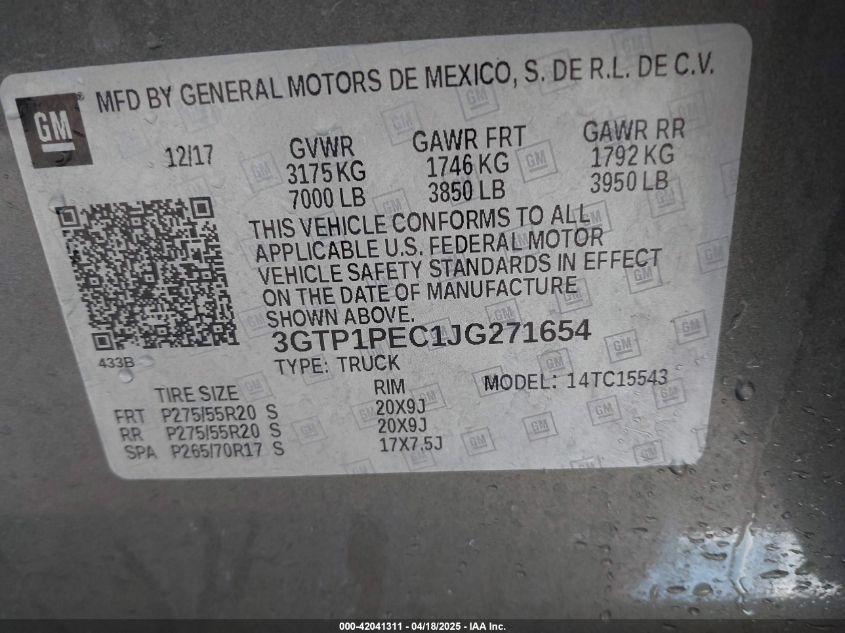 GM
®
MFD BY GENERAL MOTORS DE MEXICO, S. DE R.L. DE C.V.
12/17
GVWR
3175 KG
7000 LB
GAWR FRT
1746 KG
3850 LB
GAWR RR
1792 KG
3950 LB
THIS VEHICLE CONFORMS TO ALL
APPLICABLE U.S. FEDERAL MOTOR
VEHICLE SAFETY STANDARDS IN EFFECT
ON THE DATE OF MANUFACTURE
SHOWN ABOVE.
433B
3GTP1PEC1JG271654
TYPE: TRUCK
MODEL: 14TC15543
TIRE SIZE RIM
FRT P275/55R20 S 20X9J
RR P275/55R20 S 20X9J
SPA P265/70R17 S 17X7.5J
000-42041311 - 04/18/2025 - IAA Inc.